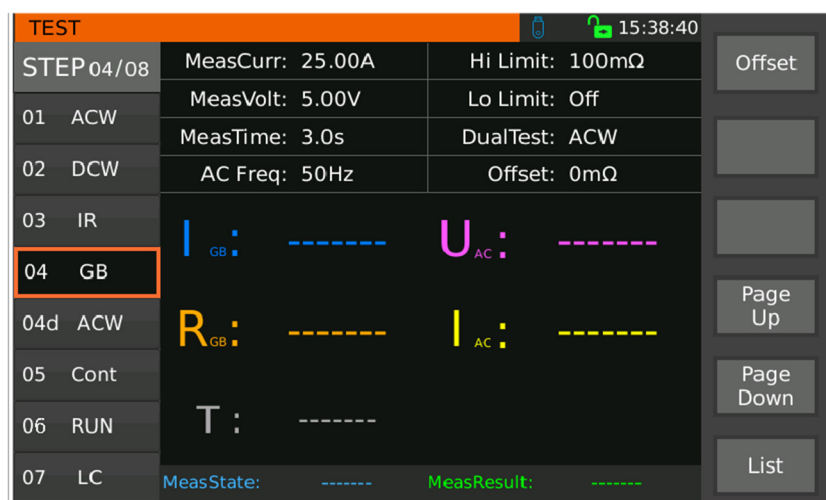 TEST 15:38:40
STEP 04/08
01 ACW
02 DCW
03 IR
04 GB
04d ACW
05 Cont
06 RUN
07 LC
MeasCurr: 25.00A Hi Limit: 100mΩ
MeasVolt: 5.00V Lo Limit: Off
MeasTime: 3.0s DualTest: ACW
AC Freq: 50Hz Offset: 0mΩ
I GB: ------- U AC: -------
R GB: ------- I AC: -------
T : -------
MeasState: ------- MeasResult: -------
Offset
Page
Up
Page
Down
List